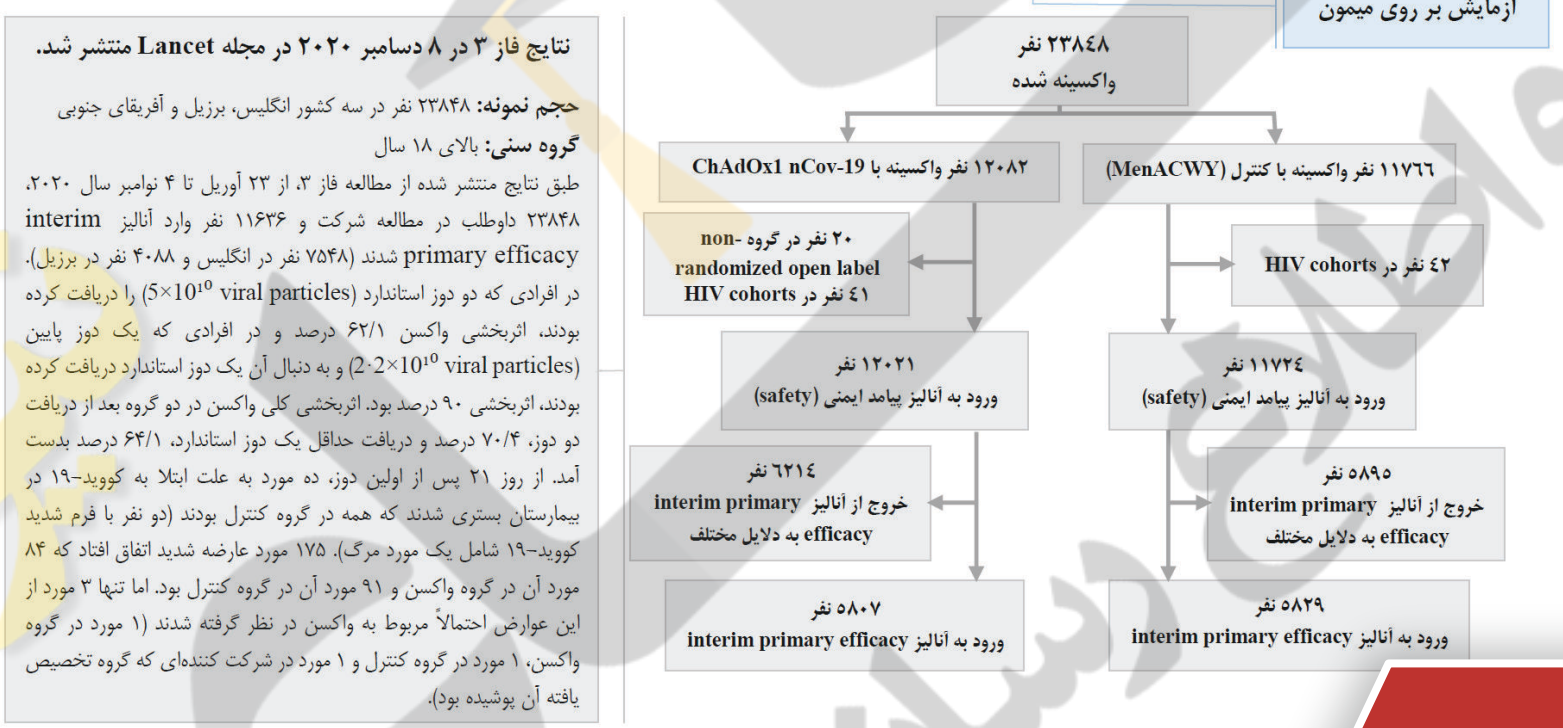 آزمایش بر روی میمون
نتایج فاز ۳ در ۸ دسامبر ۲۰۲۰ در مجله Lancet منتشر شد.
حجم نمونه: ۲۳۸۴۸ نفر در سه کشور انگلیس، برزیل و آفریقای جنوبی
گروه سنی: بالای ۱۸ سال
طبق نتایج منتشر شده از مطالعه فاز ۳، از ۲۳ آوریل تا ۴ نوامبر سال ۲۰۲۰،
۲۳۸۴۸ داوطلب در مطالعه شرکت و ۱۱۶۳۶ نفر وارد آنالیز interim
primary efficacy شدند (۷۵۴۸ نفر در انگلیس و ۴۰۸۸ نفر در برزیل).
در افرادی که دو دوز استاندارد (5×10¹⁰ viral particles) را دریافت کرده
بودند، اثربخشی واکسن ۶۲/۱ درصد و در افرادی که یک دوز پایین
(2·2×10¹⁰ viral particles) و به دنبال آن یک دوز استاندارد دریافت کرده
بودند، اثربخشی ۹۰ درصد بود. اثربخشی کلی واکسن در دو گروه بعد از دریافت
دو دوز، ۷۰/۴ درصد و دریافت حداقل یک دوز استاندارد، ۶۴/۱ درصد بدست
آمد. از روز ۲۱ پس از اولین دوز، ده مورد به علت ابتلا به کووید-۱۹ در
بیمارستان بستری شدند که همه در گروه کنترل بودند (دو نفر با فرم شدید
کووید-۱۹ شامل یک مورد مرگ). ۱۷۵ مورد عارضه شدید اتفاق افتاد که ۸۴
مورد آن در گروه واکسن و ۹۱ مورد آن در گروه کنترل بود. اما تنها ۳ مورد از
این عوارض احتمالاً مربوط به واکسن در نظر گرفته شدند (۱ مورد در گروه
واکسن، ۱ مورد در گروه کنترل و ۱ مورد در شرکت کننده‌ای که گروه تخصیص
یافته آن پوشیده بود).
۲۳۸٤۸ نفر
واکسینه شده
۱۱۷٦٦ نفر واکسینه با کنترل (MenACWY)
۱۲۰۸۲ نفر واکسینه با ChAdOx1 nCov-19
٤۲ نفر در HIV cohorts
۲۰ نفر در گروه non-
randomized open label
٤۱ نفر در HIV cohorts
۱۱۷۲٤ نفر
ورود به آنالیز پیامد ایمنی (safety)
۱۲۰۲۱ نفر
ورود به آنالیز پیامد ایمنی (safety)
٥۸۹٥ نفر
خروج از آنالیز interim primary
efficacy به دلایل مختلف
٦۲۱٤ نفر
خروج از آنالیز interim primary
efficacy به دلایل مختلف
٥۸۲۹ نفر
ورود به آنالیز interim primary efficacy
٥۸۰۷ نفر
ورود به آنالیز interim primary efficacy